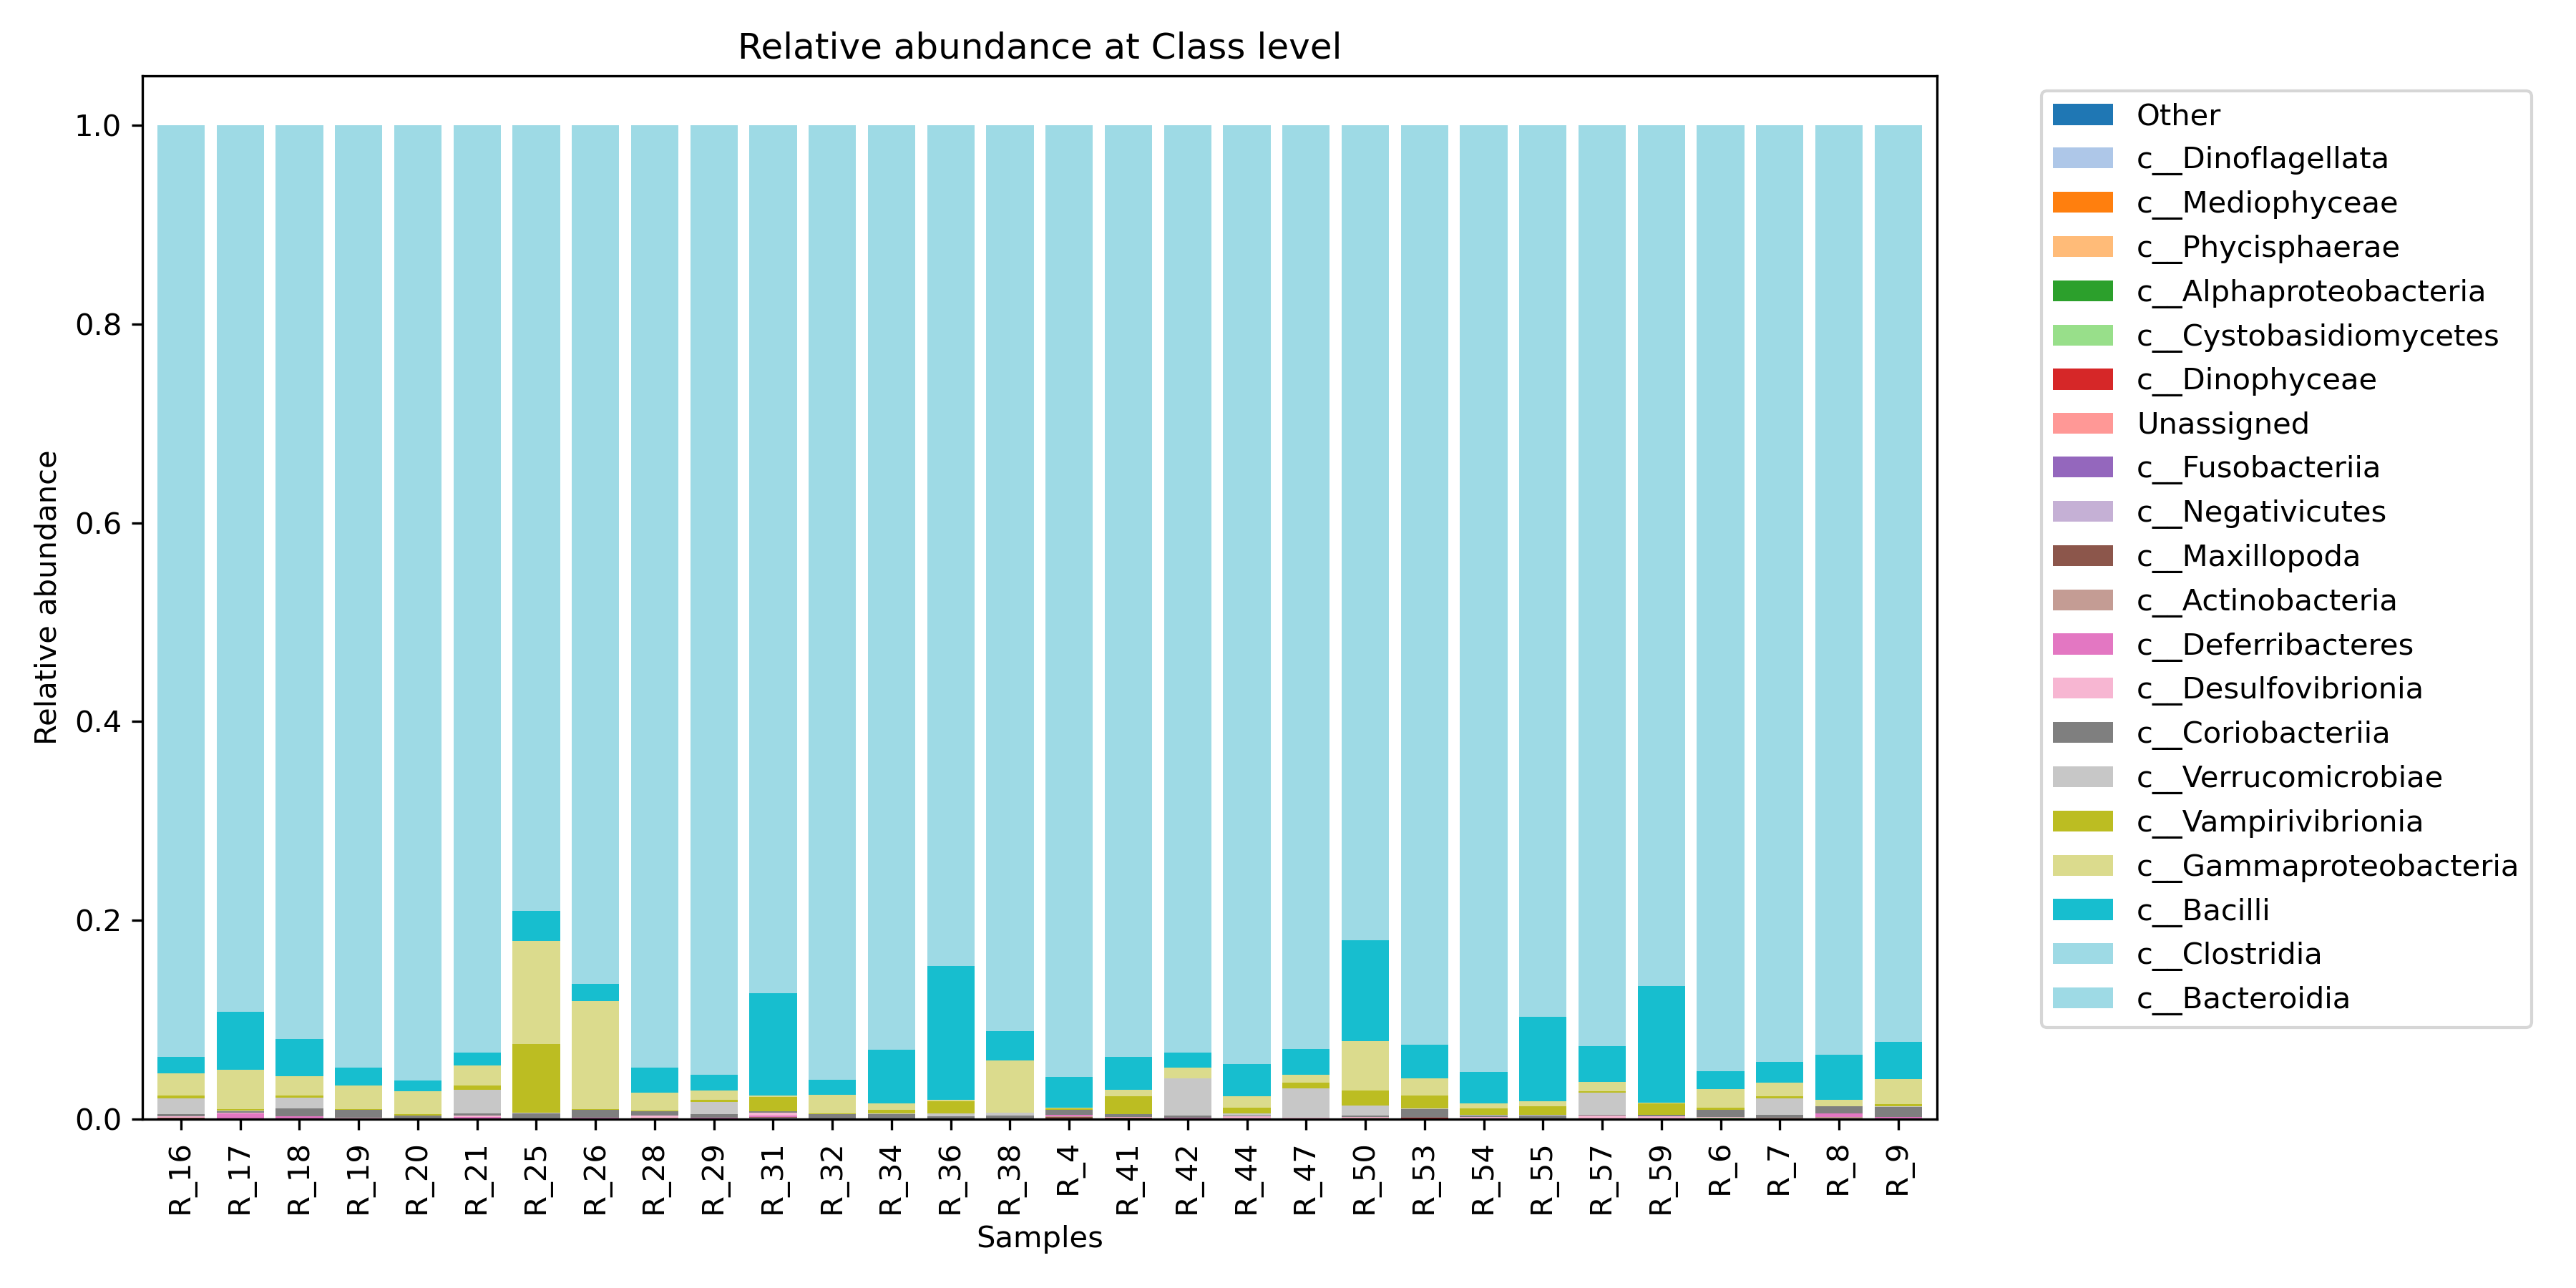 Relative abundance at Class level
Relative abundance
1.0
0.8
0.6
0.4
0.2
0.0
R_16
R_17
R_18
R_19
R_20
R_21
R_25
R_26
R_28
R_29
R_31
R_32
R_34
R_36
R_38
R_4
R_41
R_42
R_44
R_47
R_50
R_53
R_54
R_55
R_57
R_59
R_6
R_7
R_8
R_9
Samples
Other
c__Dinoflagellata
c__Mediophyceae
c__Phycisphaerae
c__Alphaproteobacteria
c__Cystobasidiomycetes
c__Dinophyceae
Unassigned
c__Fusobacteriia
c__Negativicutes
c__Maxillopoda
c__Actinobacteria
c__Deferribacteres
c__Desulfovibrionia
c__Coriobacteriia
c__Verrucomicrobiae
c__Vampirivibrionia
c__Gammaproteobacteria
c__Bacilli
c__Clostridia
c__Bacteroidia